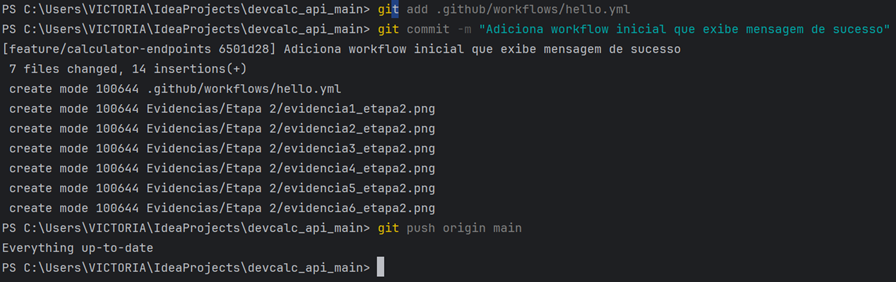 PS C:\Users\VICTORIA\IdeaProjects\devcalc_api_main> git add .github/workflows/hello.yml
PS C:\Users\VICTORIA\IdeaProjects\devcalc_api_main> git commit -m "Adiciona workflow inicial que exibe mensagem de sucesso"
[feature/calculator-endpoints 6501d28] Adiciona workflow inicial que exibe mensagem de sucesso
 7 files changed, 14 insertions(+)
 create mode 100644 .github/workflows/hello.yml
 create mode 100644 Evidencias/Etapa 2/evidencia1_etapa2.png
 create mode 100644 Evidencias/Etapa 2/evidencia2_etapa2.png
 create mode 100644 Evidencias/Etapa 2/evidencia3_etapa2.png
 create mode 100644 Evidencias/Etapa 2/evidencia4_etapa2.png
 create mode 100644 Evidencias/Etapa 2/evidencia5_etapa2.png
 create mode 100644 Evidencias/Etapa 2/evidencia6_etapa2.png
PS C:\Users\VICTORIA\IdeaProjects\devcalc_api_main> git push origin main
Everything up-to-date
PS C:\Users\VICTORIA\IdeaProjects\devcalc_api_main>